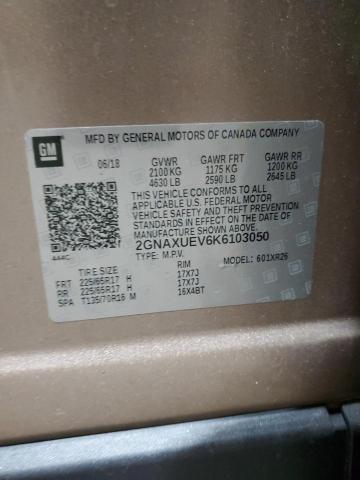 GM
MFD BY GENERAL MOTORS OF CANADA COMPANY
06/18 GVWR GAWR FRT GAWR RR
2100 KG 1175 KG 1200 KG
4630 LB 2590 LB 2645 LB
THIS VEHICLE CONFORMS TO ALL
APPLICABLE U.S. FEDERAL MOTOR
VEHICLE SAFETY AND THEFT PREVENTION
STANDARDS IN EFFECT ON THE DATE OF
MANUFACTURE SHOWN ABOVE.
2GNAXUEV6K6103050
444C TYPE: M.P.V. MODEL: 601XR26
TIRE SIZE RIM
FRT 225/65R17 H 17X7J
RR 225/65R17 H 17X7J
SPA T135/70R16 M 16X4BT